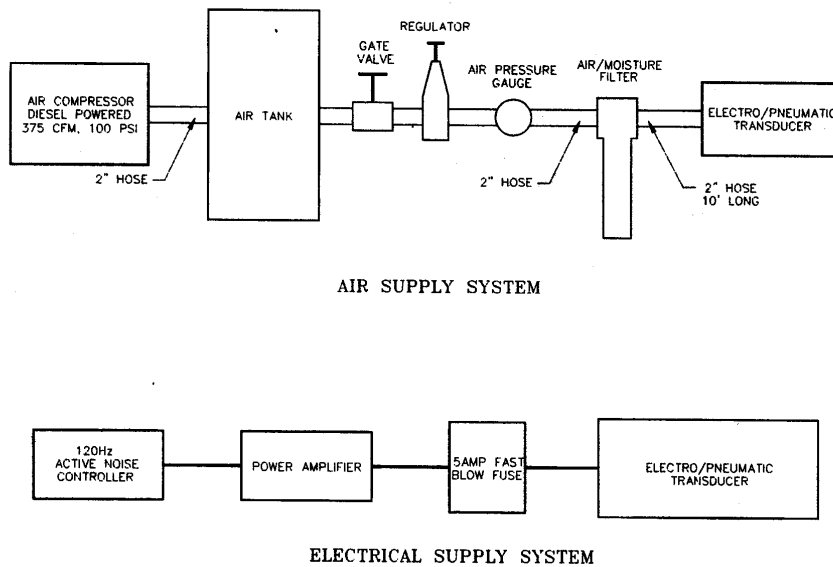 REGULATOR
GATE
VALVE
AIR PRESSURE
GAUGE
AIR/MOISTURE
FILTER
AIR COMPRESSOR
DIESEL POWERED
375 CFM, 100 PSI
AIR TANK
ELECTRO/PNEUMATIC
TRANSDUCER
2" HOSE
2" HOSE
2" HOSE
10' LONG
AIR SUPPLY SYSTEM
120Hz
ACTIVE NOISE
CONTROLLER
POWER AMPLIFIER
5AMP FAST
BLOW FUSE
ELECTRO/PNEUMATIC
TRANSDUCER
ELECTRICAL SUPPLY SYSTEM